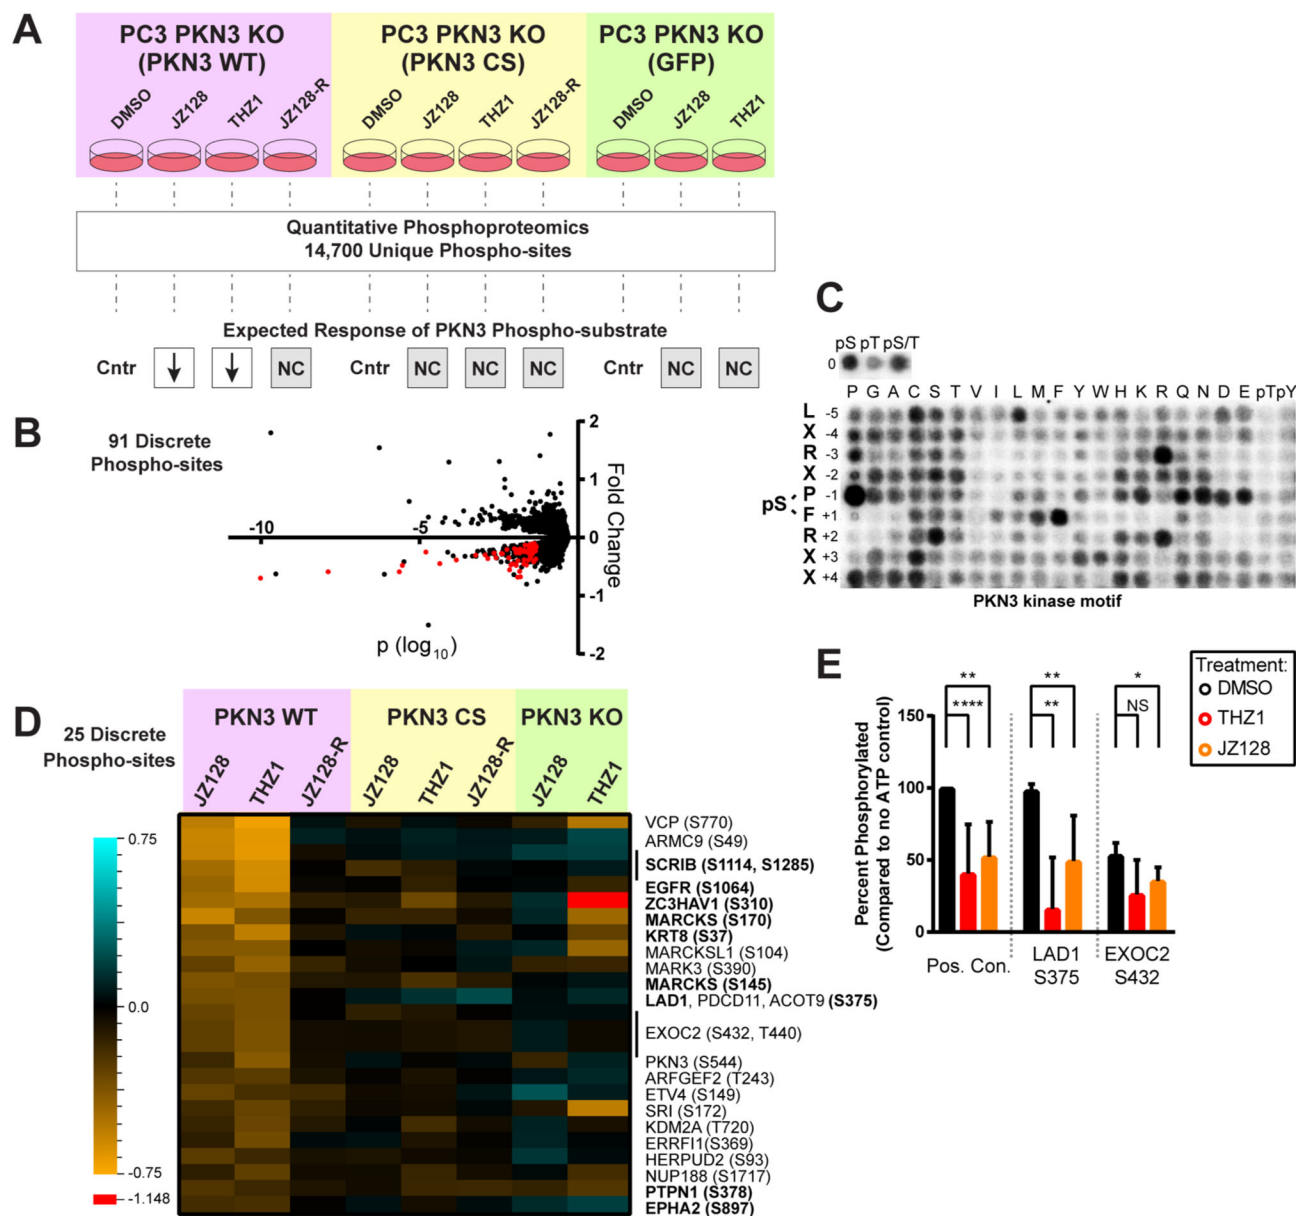 A
PC3 PKN3 KO
(PKN3 WT)
PC3 PKN3 KO
(PKN3 CS)
PC3 PKN3 KO
(GFP)
DMSO JZ128 THZ1 JZ128-R DMSO JZ128 THZ1 JZ128-R DMSO JZ128 THZ1
Quantitative Phosphoproteomics
14,700 Unique Phospho-sites
Expected Response of PKN3 Phospho-substrate
Cntr NC Cntr NC NC NC Cntr NC NC
B
91 Discrete
Phospho-sites
2
1
0
-1
-2
-10 -5
Fold Change
p (log10)
C
pS pT pS/T
0
P G A C S T V I L M F Y W H K R Q N D E pT pY
L -5
X -4
R -3
X -2
P -1
pS
F +1
R +2
X +3
X +4
PKN3 kinase motif
D
25 Discrete
Phospho-sites
PKN3 WT PKN3 CS PKN3 KO
JZ128 THZ1 JZ128-R JZ128 THZ1 JZ128-R JZ128 THZ1
0.75
0.0
-0.75
-1.148
VCP (S770)
ARMC9 (S49)
SCRIB (S1114, S1285)
EGFR (S1064)
ZC3HAV1 (S310)
MARCKS (S170)
KRT8 (S37)
MARCKSL1 (S104)
MARK3 (S390)
MARCKS (S145)
LAD1, PDCD11, ACOT9 (S375)
EXOC2 (S432, T440)
PKN3 (S544)
ARFGEF2 (T243)
ETV4 (S149)
SRI (S172)
KDM2A (T720)
ERRFI1(S369)
HERPUD2 (S93)
NUP188 (S1717)
PTPN1 (S378)
EPHA2 (S897)
E
Treatment:
DMSO
THZ1
JZ128
Percent Phosphorylated
(Compared to no ATP control)
150
100
50
0
** ** *
**** ** NS
Pos. Con.
LAD1
S375
EXOC2
S432